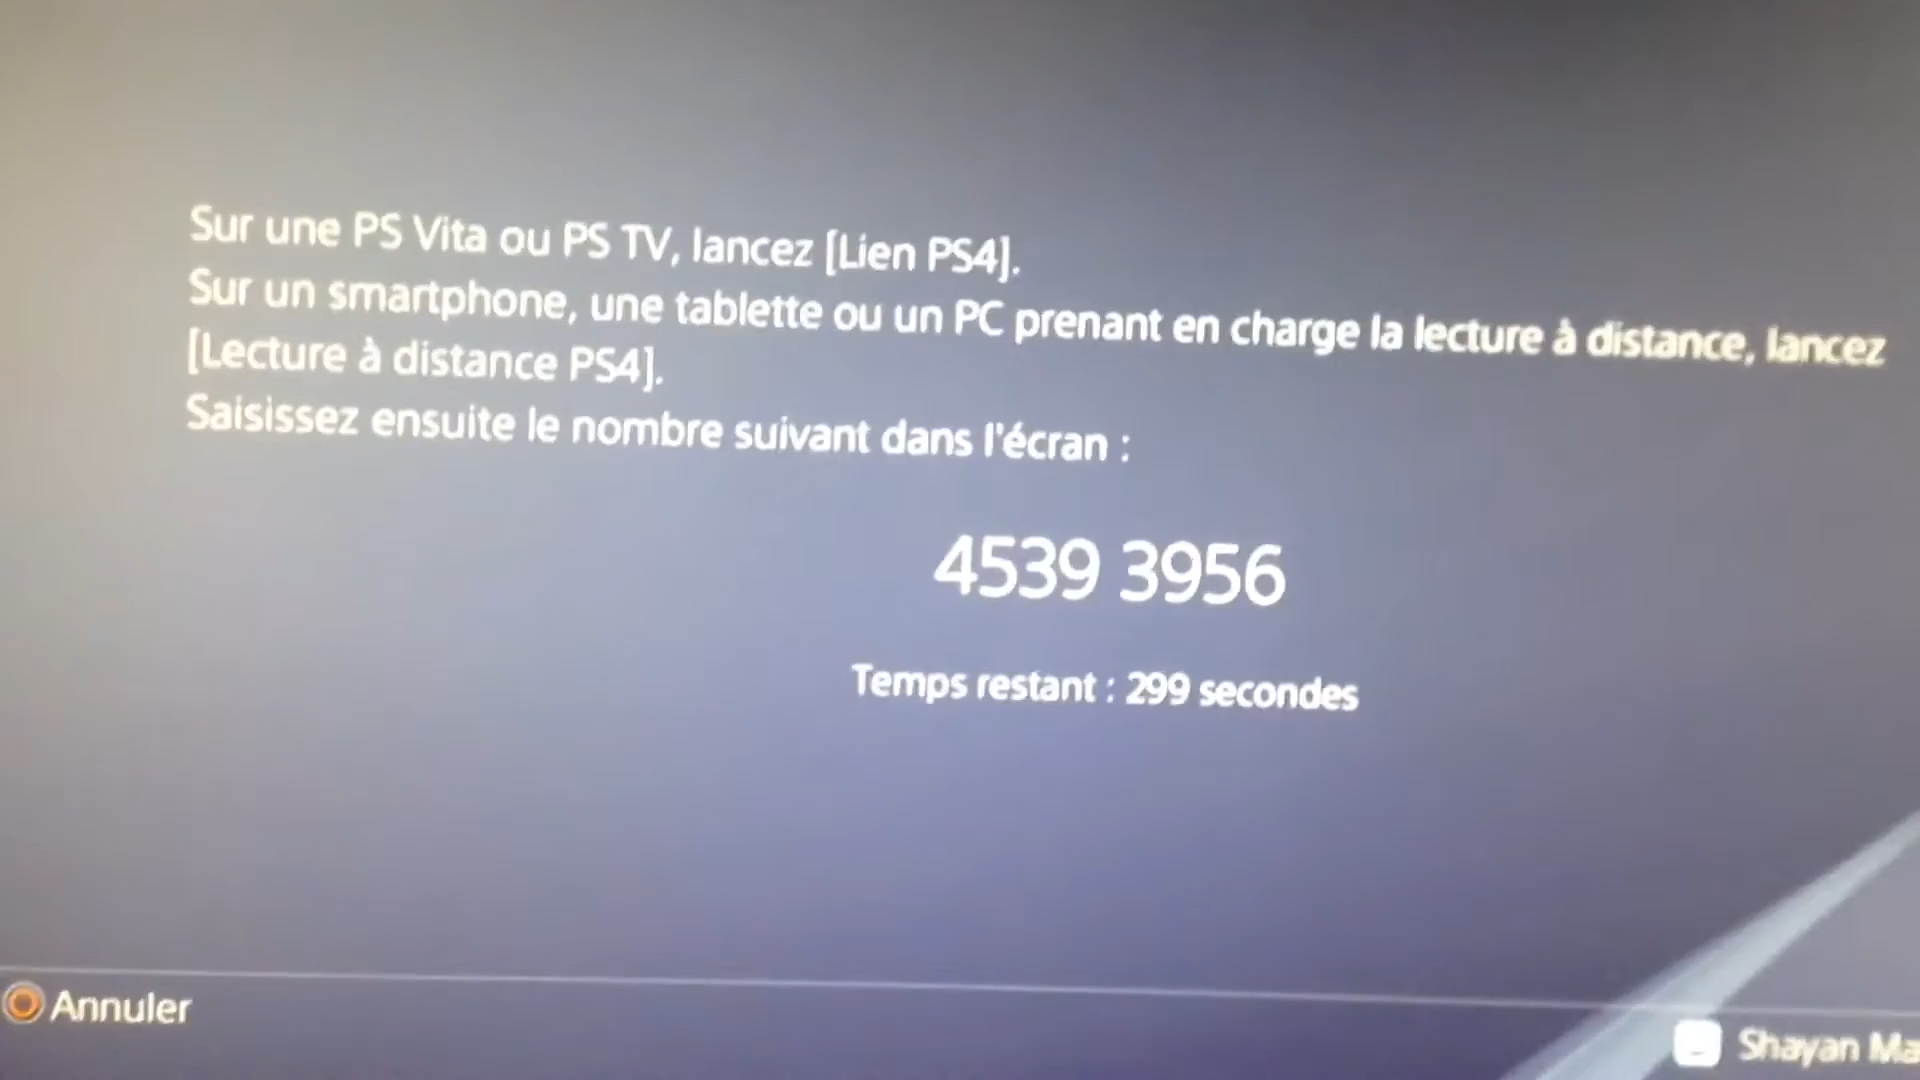 Sur une PS Vita ou PS TV, lancez [Lien PS4].
Sur un smartphone, une tablette ou un PC prenant en charge la lecture à distance, lancez
[Lecture à distance PS4].
Saisissez ensuite le nombre suivant dans l'écran :
4539 3956
Temps restant : 299 secondes
Annuler
Shayan Ma